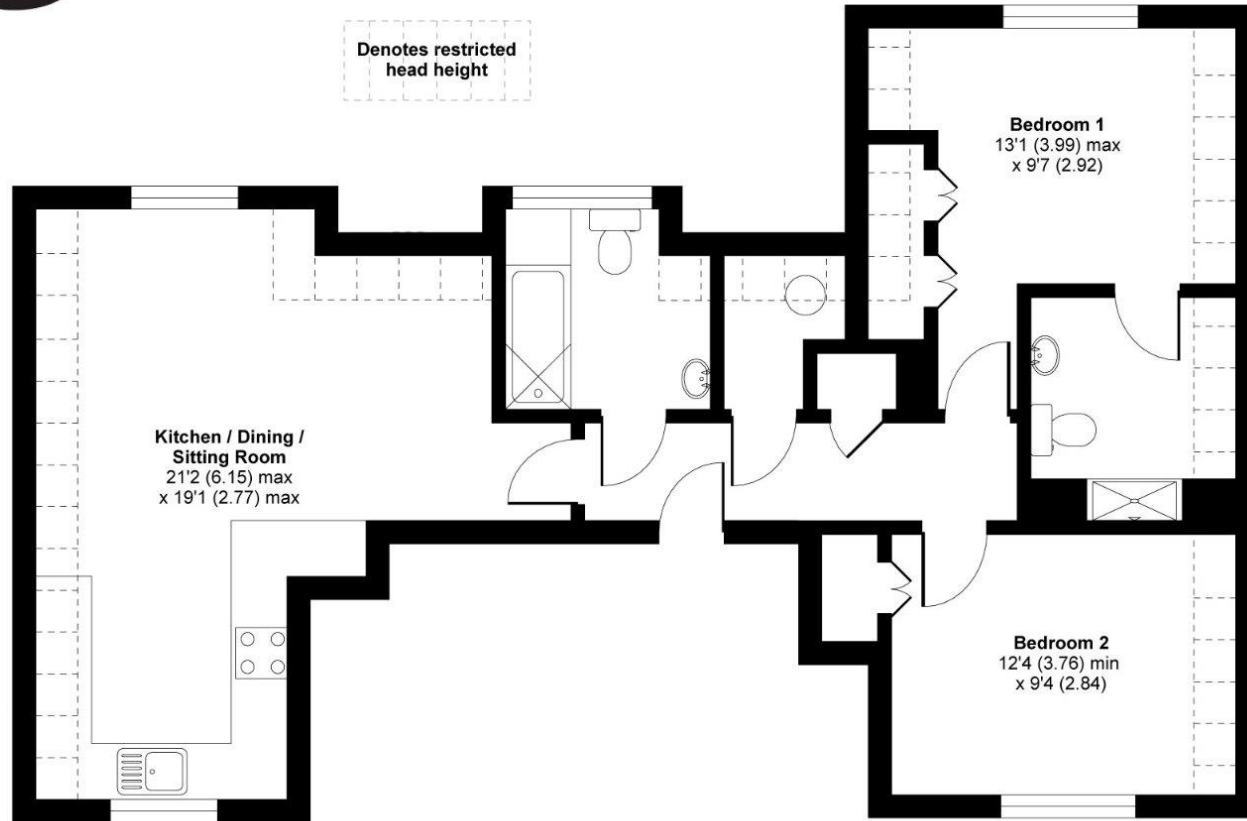 Denotes restricted
head height
Bedroom 1
13'1 (3.99) max
x 9'7 (2.92)
Kitchen / Dining /
Sitting Room
21'2 (6.15) max
x 19'1 (2.77) max
Bedroom 2
12'4 (3.76) min
x 9'4 (2.84)